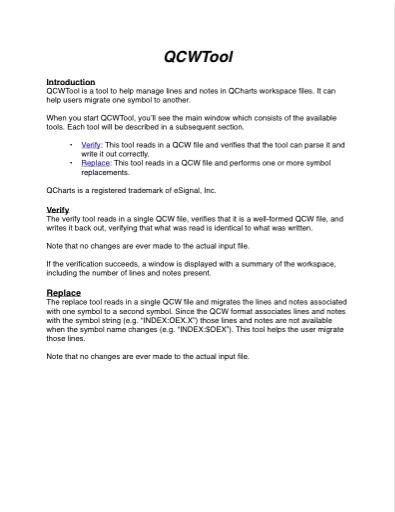 QCWTool
Introduction
QCWTool is a tool to help manage lines and notes in QCharts workspace files. It can
help users migrate one symbol to another.
When you start QCWTool, you'll see the main window which consists of the available
tools. Each tool will be described in a subsequent section.
• Verify: This tool reads in a QCW file and verifies that the tool can parse it and
write it out correctly.
• Replace: This tool reads in a QCW file and performs one or more symbol
replacements.
QCharts is a registered trademark of eSignal, Inc.
Verify
The verify tool reads in a single QCW file, verifies that it is a well-formed QCW file, and
writes it back out, verifying that what was read is identical to what was written.
Note that no changes are ever made to the actual input file.
If the verification succeeds, a window is displayed with a summary of the workspace,
including the number of lines and notes present.
Replace
The replace tool reads in a single QCW file and migrates the lines and notes associated
with one symbol to a second symbol. Since the QCW format associates lines and notes
with the symbol string (e.g. "INDEX:OEX.X") those lines and notes are not available
when the symbol name changes (e.g. "INDEX:$OEX"). This tool helps the user migrate
those lines.
Note that no changes are ever made to the actual input file.